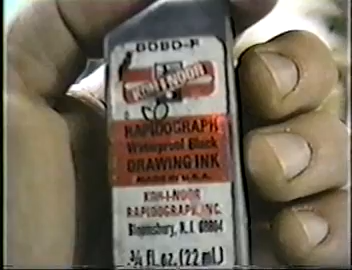 3080-F
KOH-I-NOOR
RAPIDOGRAPH
Waterproof Black
DRAWING INK
MADE IN U.S.A.
KOH-I-NOOR
RAPIDOGRAPH, INC.
Bloomsbury, N.J. 08804
3/4 fl. oz. (22 ml)